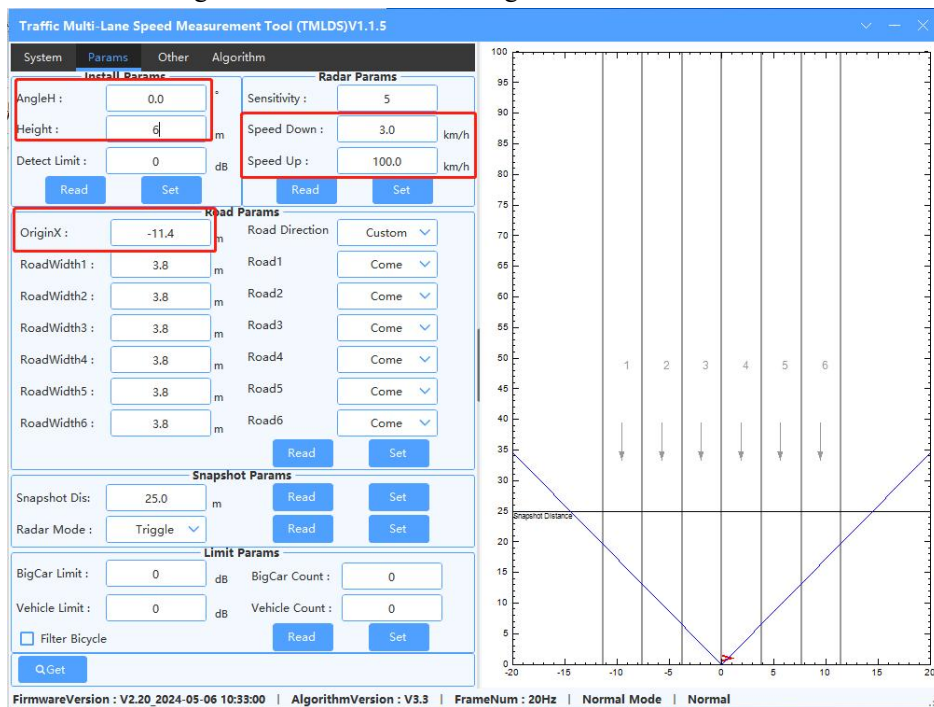 Traffic Multi-Lane Speed Measurement Tool (TMLDS)V1.1.5
System Params Other Algorithm
Install Params
AngleH : 0.0 °
Height : 6 m
Detect Limit : 0 dB
Read Set
Radar Params
Sensitivity : 5
Speed Down : 3.0 km/h
Speed Up : 100.0 km/h
Read Set
Road Params
OriginX : -11.4 m Road Direction Custom
RoadWidth1 : 3.8 m Road1 Come
RoadWidth2 : 3.8 m Road2 Come
RoadWidth3 : 3.8 m Road3 Come
RoadWidth4 : 3.8 m Road4 Come
RoadWidth5 : 3.8 m Road5 Come
RoadWidth6 : 3.8 m Road6 Come
Read Set
Snapshot Params
Snapshot Dis: 25.0 m Read Set
Radar Mode : Triggle Read Set
Limit Params
BigCar Limit : 0 dB BigCar Count : 0
Vehicle Limit : 0 dB Vehicle Count : 0
Filter Bicycle Read Set
Get
100
95
90
85
80
75
70
65
60
55
50
45
40
35
30
25
20
15
10
5
0
1 2 3 4 5 6
Snapshot Distance
-20 -15 -10 -5 0 5 10 15 20
FirmwareVersion : V2.20_2024-05-06 10:33:00 | AlgorithmVersion : V3.3 | FrameNum : 20Hz | Normal Mode | Normal